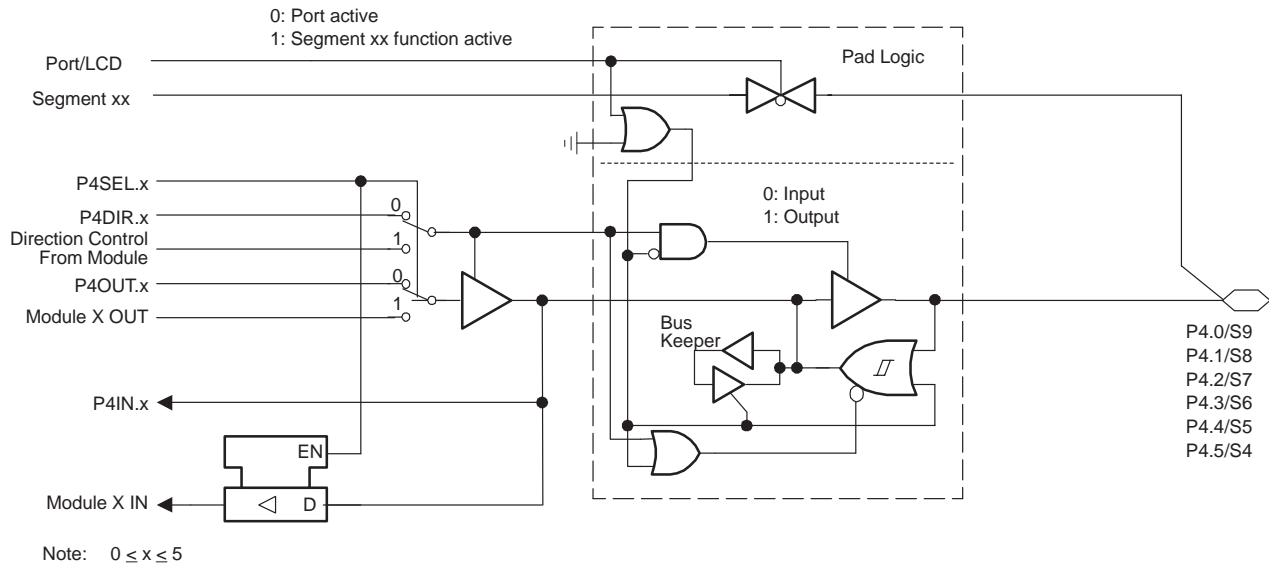 0: Port active
1: Segment xx function active
Port/LCD
Segment xx
Pad Logic
P4SEL.x
P4DIR.x
0
Direction Control
From Module
1
P4OUT.x
0
Module X OUT
1
0: Input
1: Output
Bus
Keeper
P4.0/S9
P4.1/S8
P4.2/S7
P4.3/S6
P4.4/S5
P4.5/S4
P4IN.x
EN
Module X IN
D
Note: 0 ≤ x ≤ 5